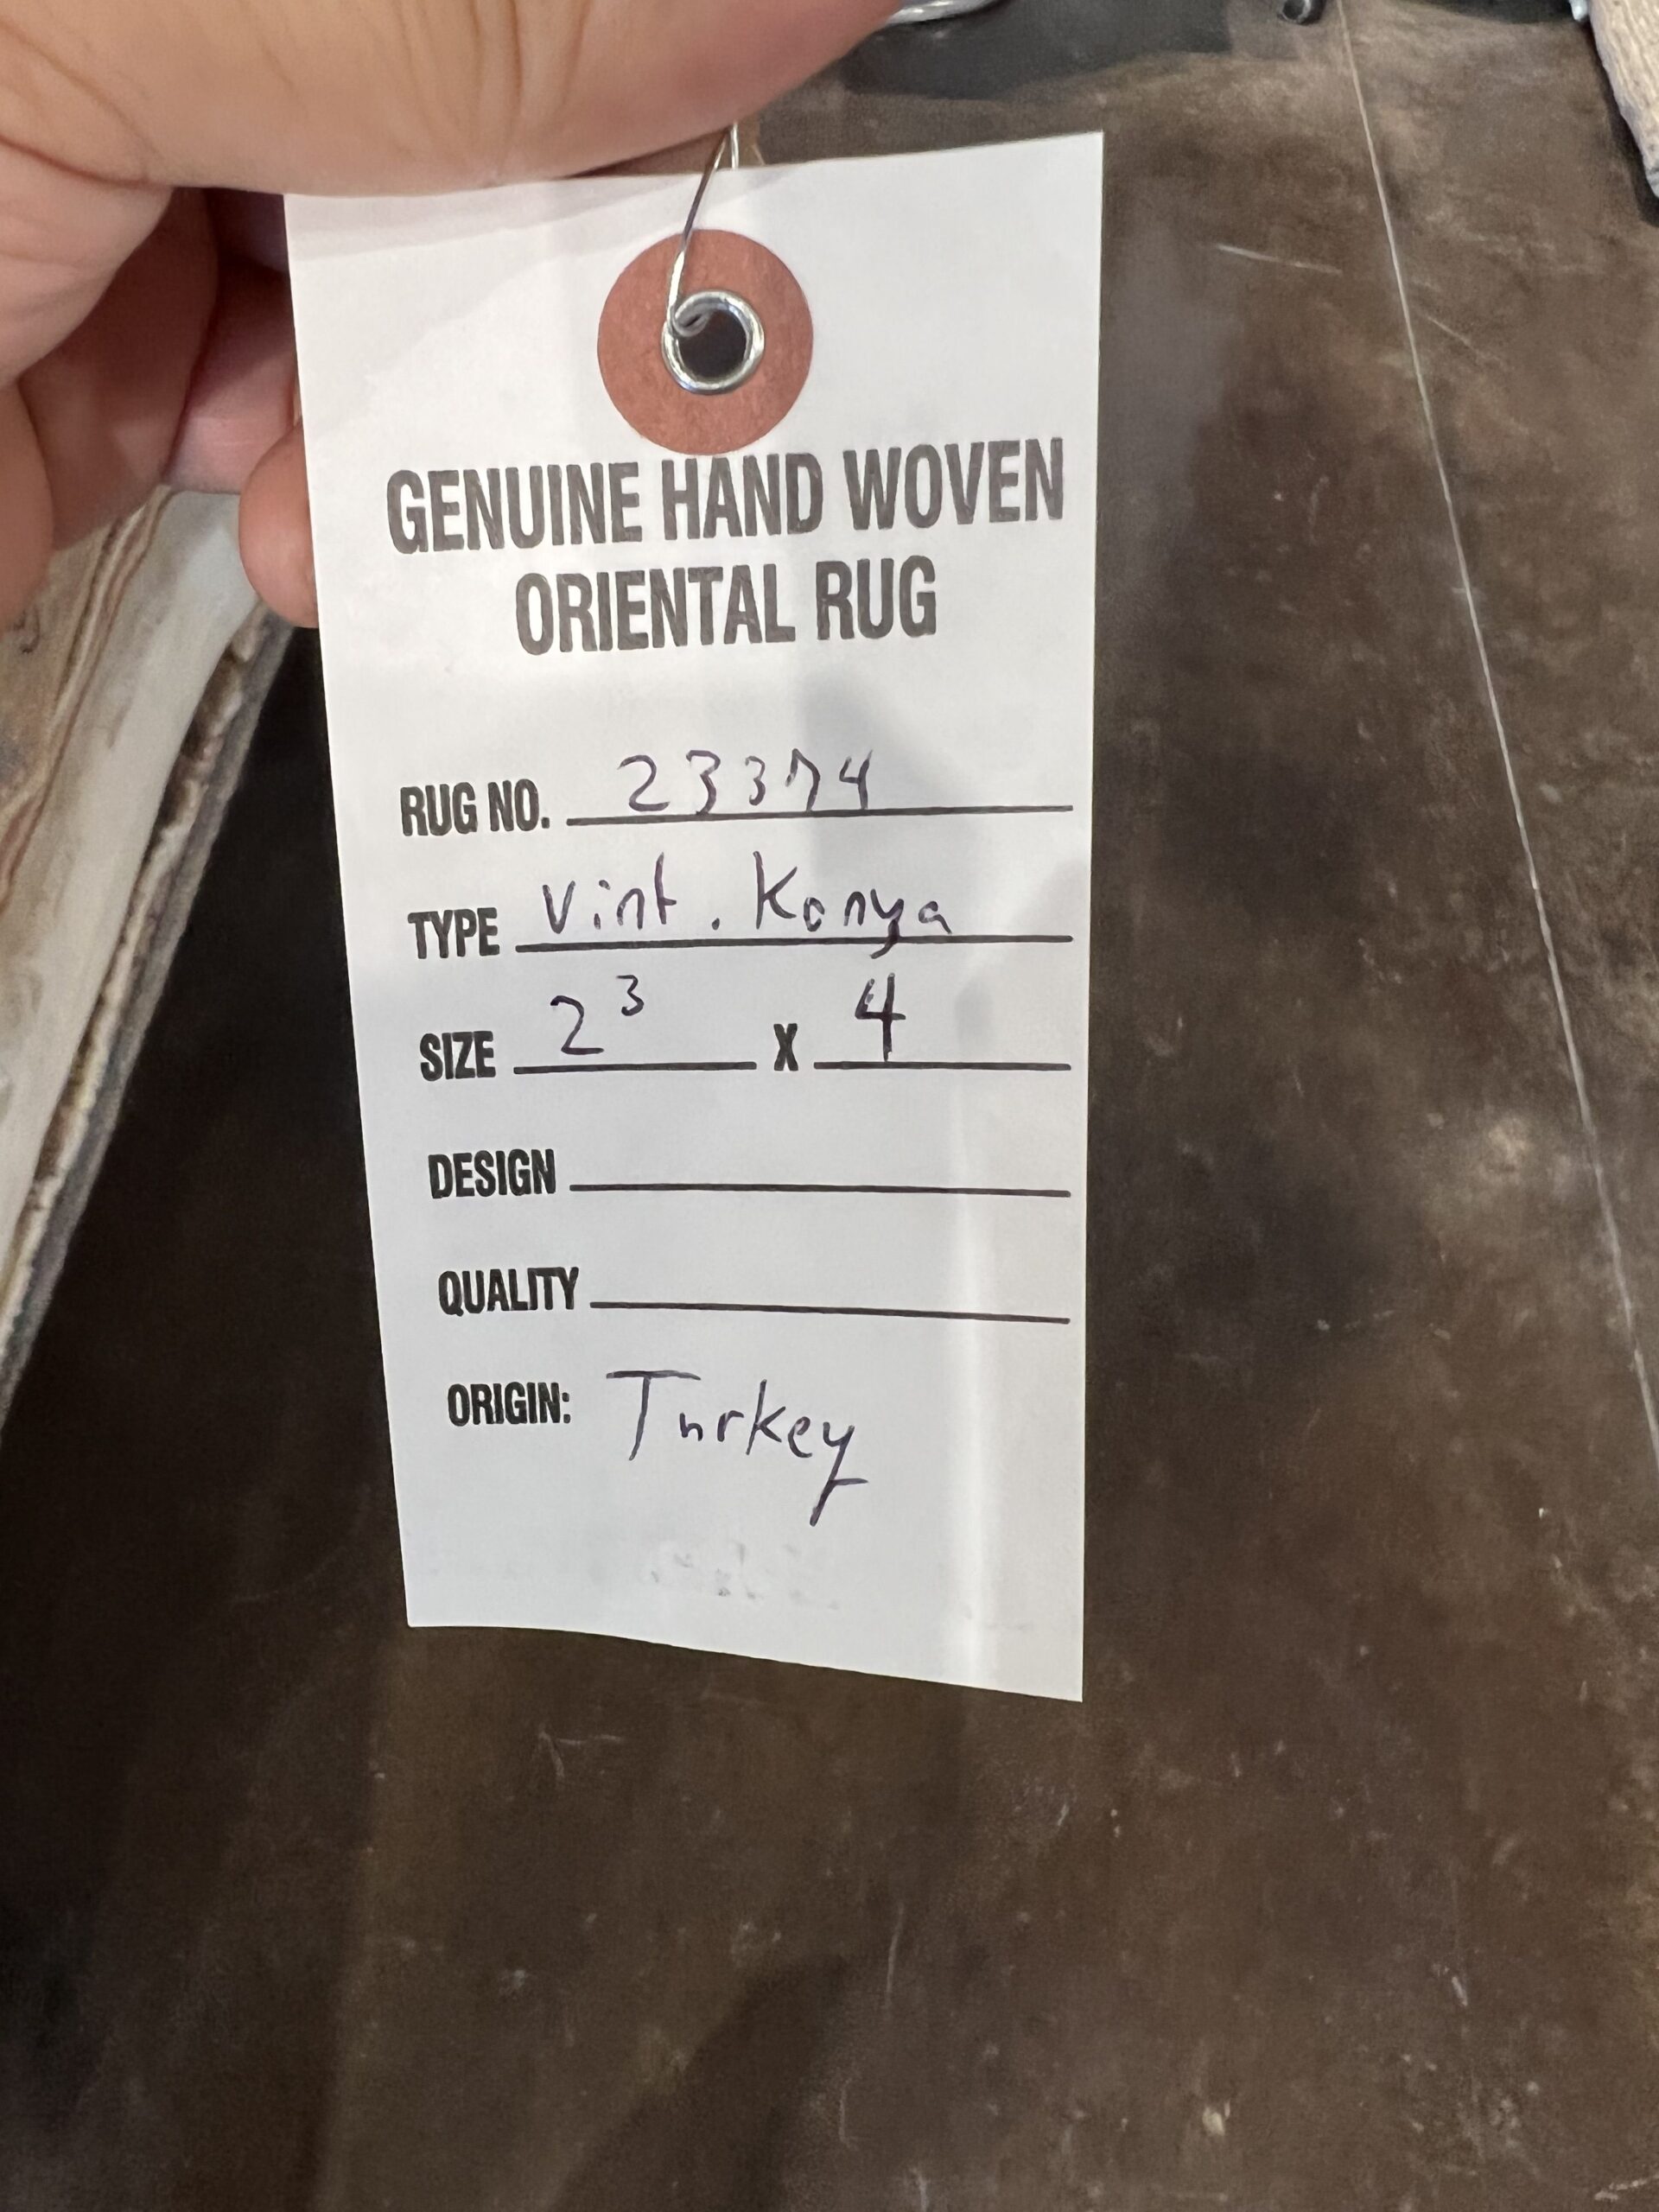 GENUINE HAND WOVEN
ORIENTAL RUG
RUG NO. 23374
TYPE Vint. Konya
SIZE 2³ X 4
DESIGN
QUALITY
ORIGIN: Turkey